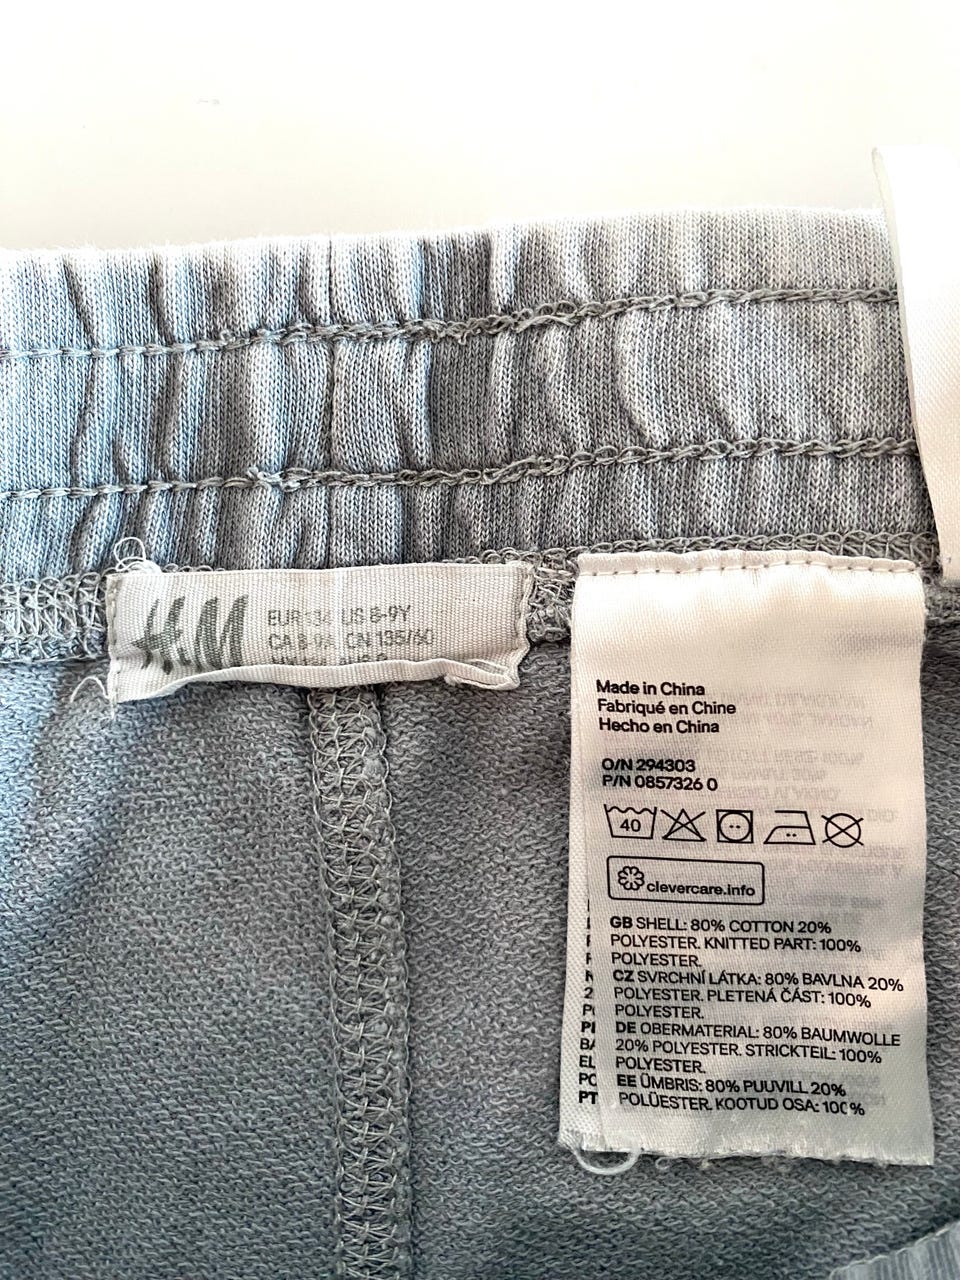 H&M
EUR 134 US 8-9Y
CA 8-9A CN 135/60
Made in China
Fabriqué en Chine
Hecho en China
O/N 294303
P/N 0857326 0
40
clevercare.info
GB SHELL: 80% COTTON 20%
POLYESTER. KNITTED PART: 100%
POLYESTER.
CZ SVRCHNÍ LÁTKA: 80% BAVLNA 20%
POLYESTER. PLETENÁ ČÁST: 100%
POLYESTER.
DE OBERMATERIAL: 80% BAUMWOLLE
20% POLYESTER. STRICKTEIL: 100%
POLYESTER.
EE ÜMBRIS: 80% PUUVILL 20%
POLÜESTER. KOOTUD OSA: 100%